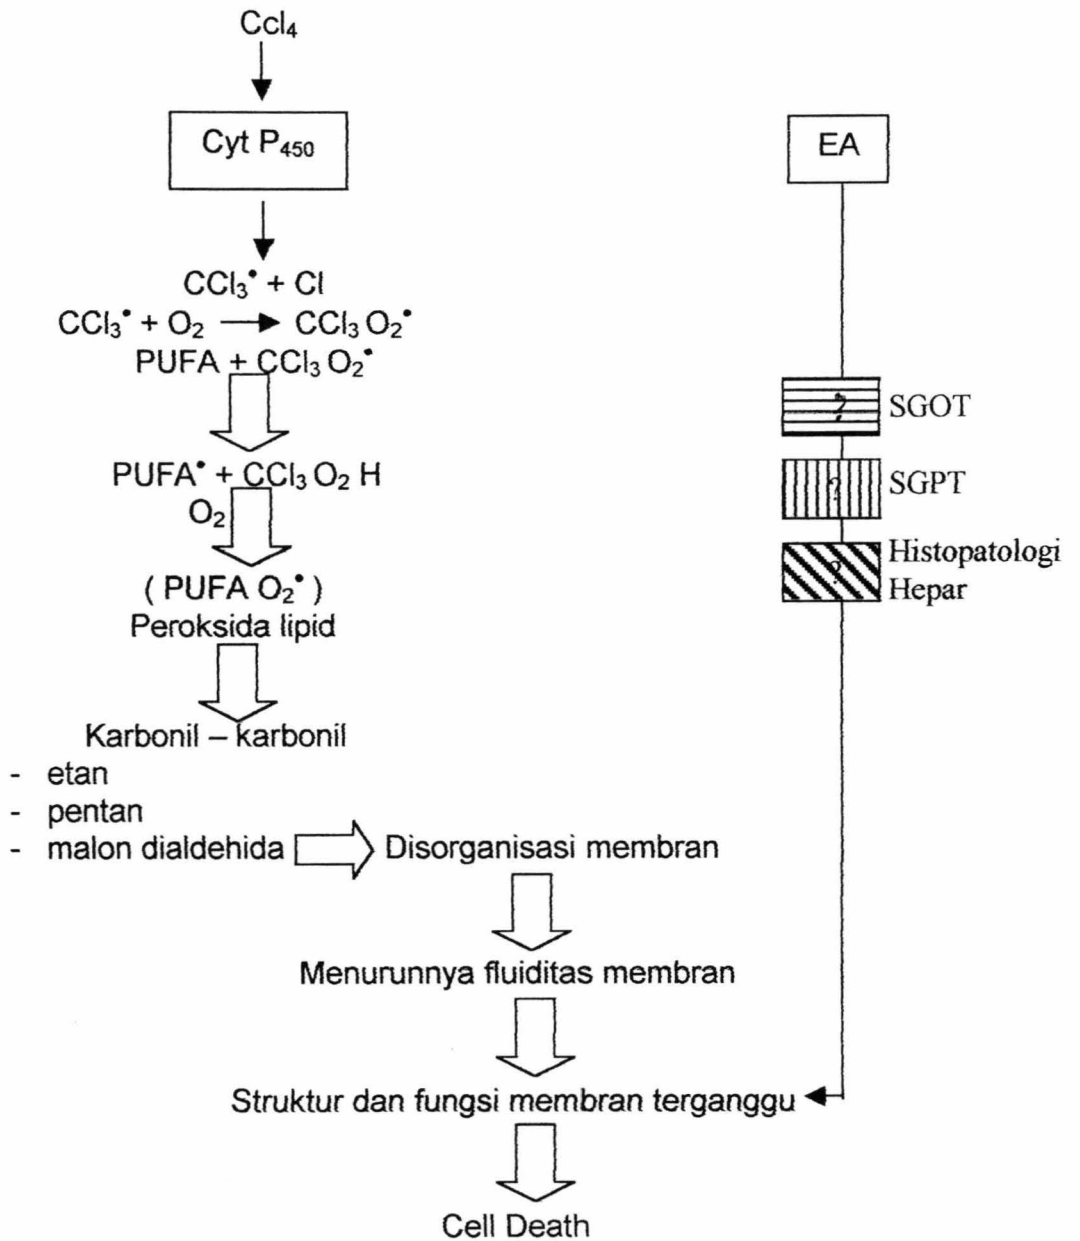 Ccl₄
Cyt P₄₅₀
CCl₃• + Cl
CCl₃• + O₂ → CCl₃ O₂•
PUFA + CCl₃ O₂•
PUFA• + CCl₃ O₂ H
O₂
( PUFA O₂• )
Peroksida lipid
Karbonil – karbonil
- etan
- pentan
- malon dialdehida
Disorganisasi membran
Menurunnya fluiditas membran
Struktur dan fungsi membran terganggu
Cell Death
EA
? SGOT
? SGPT
? Histopatologi
Hepar